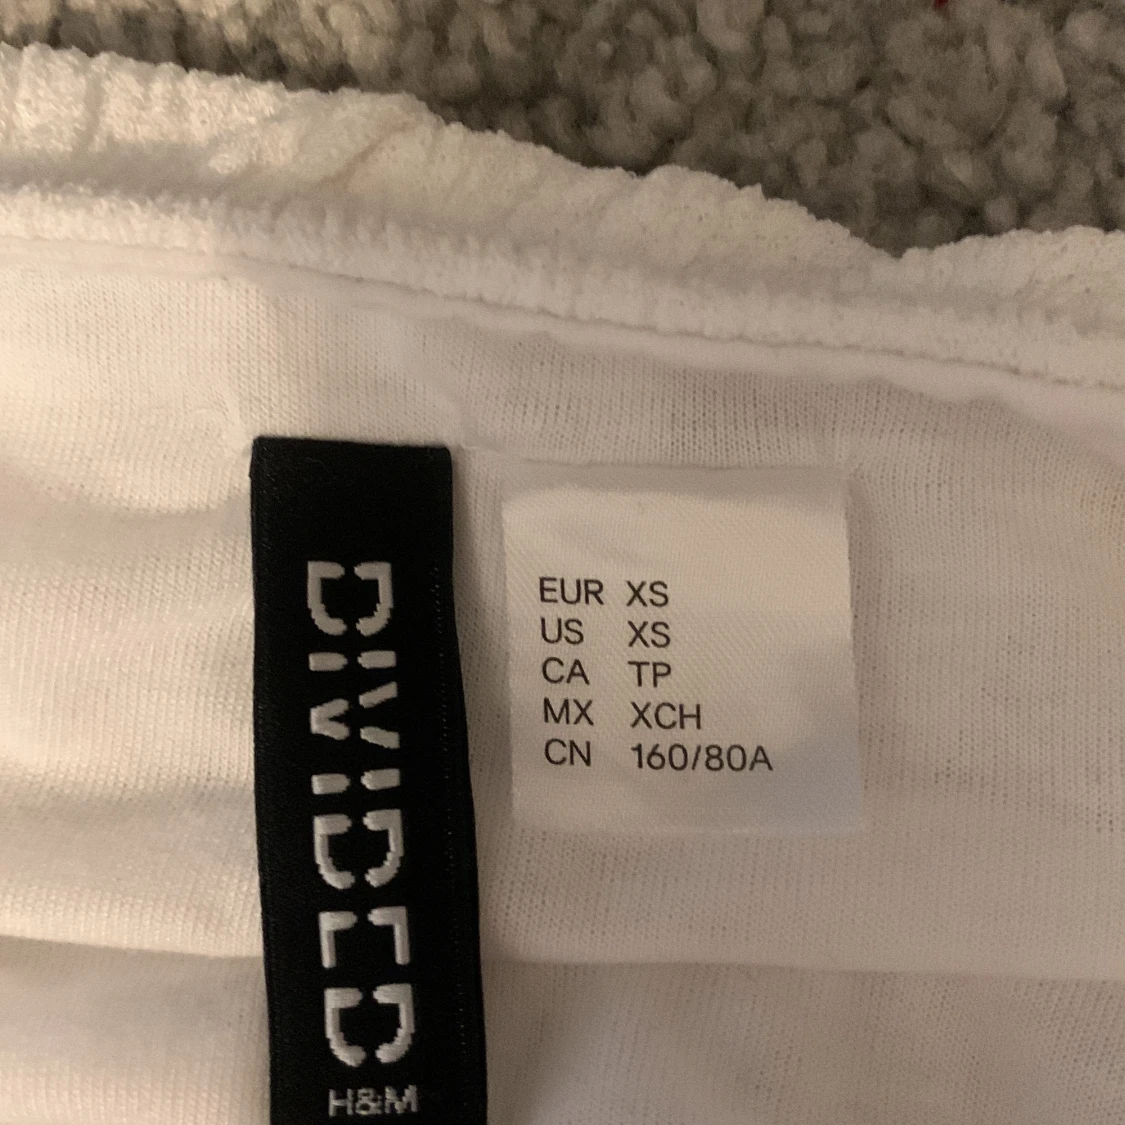 DIVIDED
H&M
EUR XS
US XS
CA TP
MX XCH
CN 160/80A